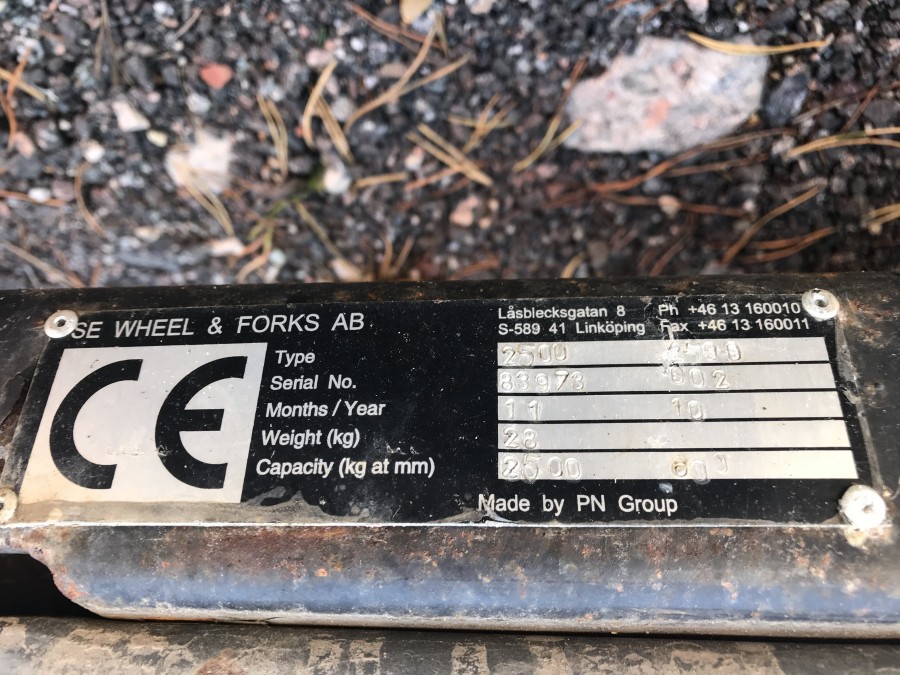 SE WHEEL & FORKS AB
Låsblecksgatan 8 Ph +46 13 160010
S-589 41 Linköping Fax +46 13 160011
CE
Type 2500
Serial No. 83973 002
Months / Year 11 10
Weight (kg) 28
Capacity (kg at mm) 2500 600
Made by PN Group